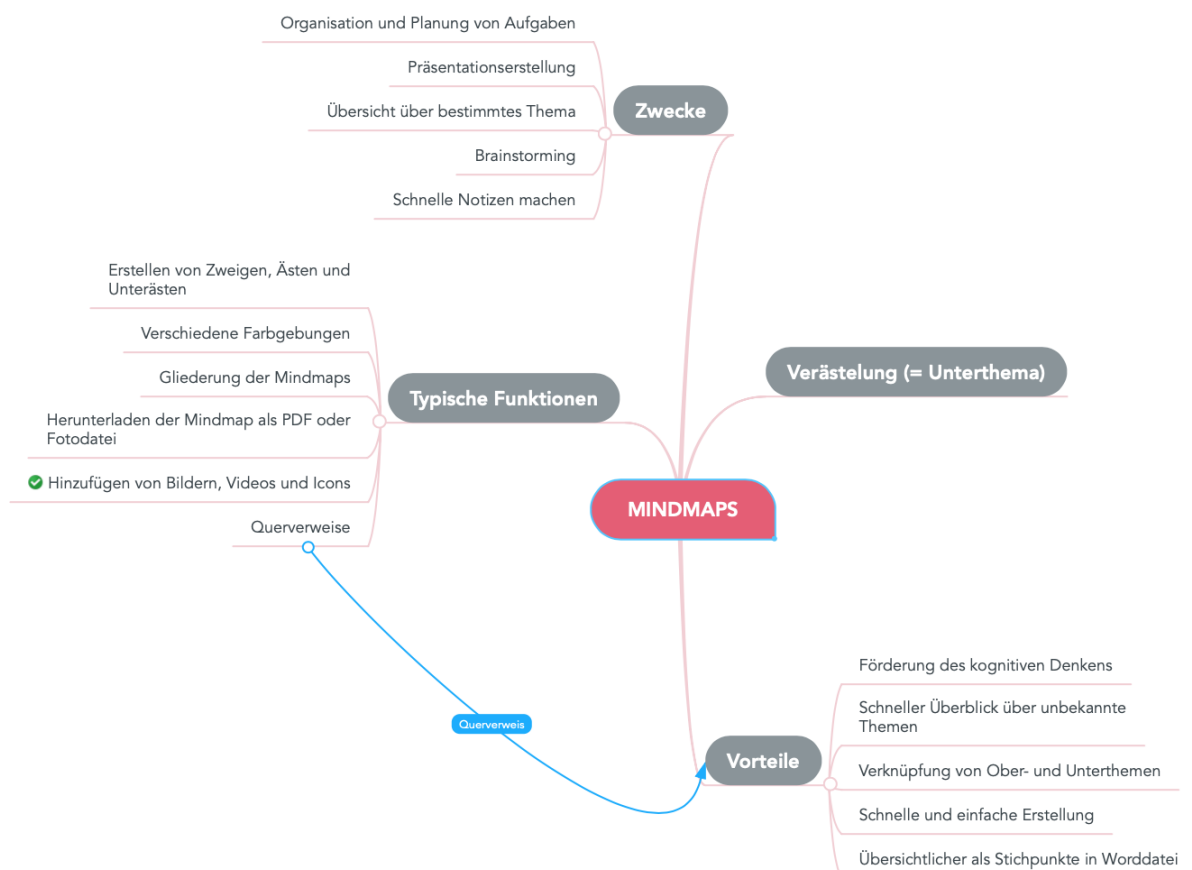 Organisation und Planung von Aufgaben
Präsentationserstellung
Übersicht über bestimmtes Thema
Brainstorming
Schnelle Notizen machen
Zwecke
Erstellen von Zweigen, Ästen und
Unterästen
Verschiedene Farbgebungen
Gliederung der Mindmaps
Herunterladen der Mindmap als PDF oder
Fotodatei
Hinzufügen von Bildern, Videos und Icons
Querverweise
Typische Funktionen
Verästelung (= Unterthema)
MINDMAPS
Querverweis
Vorteile
Förderung des kognitiven Denkens
Schneller Überblick über unbekannte
Themen
Verknüpfung von Ober- und Unterthemen
Schnelle und einfache Erstellung
Übersichtlicher als Stichpunkte in Worddatei